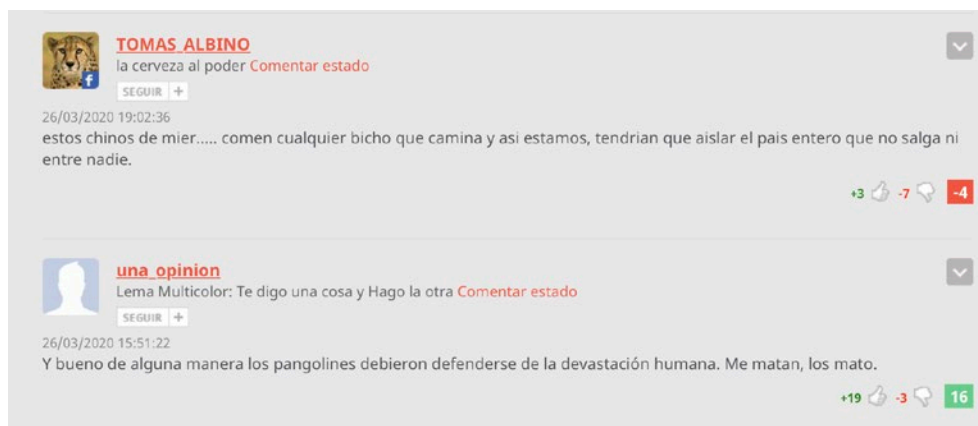 TOMAS_ALBINO
la cerveza al poder Comentar estado
SEGUIR +
26/03/2020 19:02:36
estos chinos de mier..... comen cualquier bicho que camina y asi estamos, tendrian que aislar el pais entero que no salga ni
entre nadie.
+3 -7 -4
una_opinion
Lema Multicolor: Te digo una cosa y Hago la otra Comentar estado
SEGUIR +
26/03/2020 15:51:22
Y bueno de alguna manera los pangolines debieron defenderse de la devastación humana. Me matan, los mato.
+19 -3 16